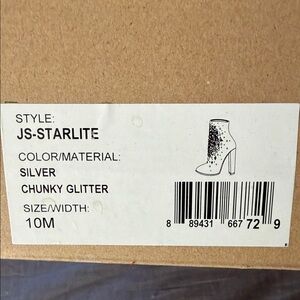 STYLE:
JS-STARLITE
COLOR/MATERIAL:
SILVER
CHUNKY GLITTER
SIZE/WIDTH:
10M
8 89431 66772 9